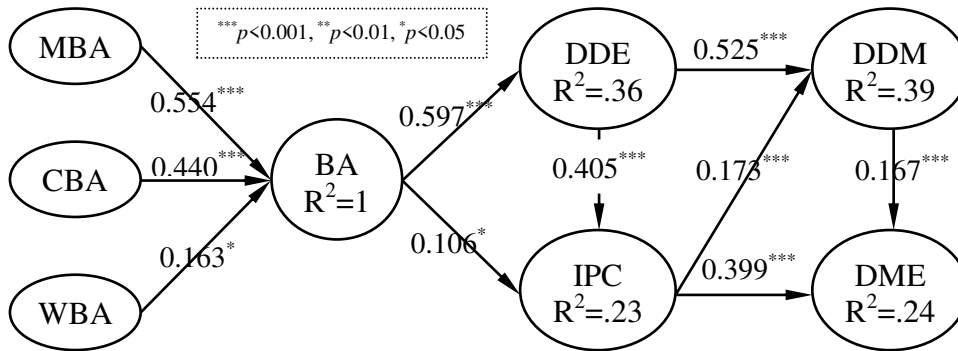 MBA
***p<0.001, **p<0.01, *p<0.05
DDE
R²=.36
0.525***
DDM
R²=.39
0.554***
0.597***
CBA
0.440***
BA
R²=1
0.405***
0.173***
0.167***
0.163*
0.106*
WBA
IPC
R²=.23
0.399***
DME
R²=.24